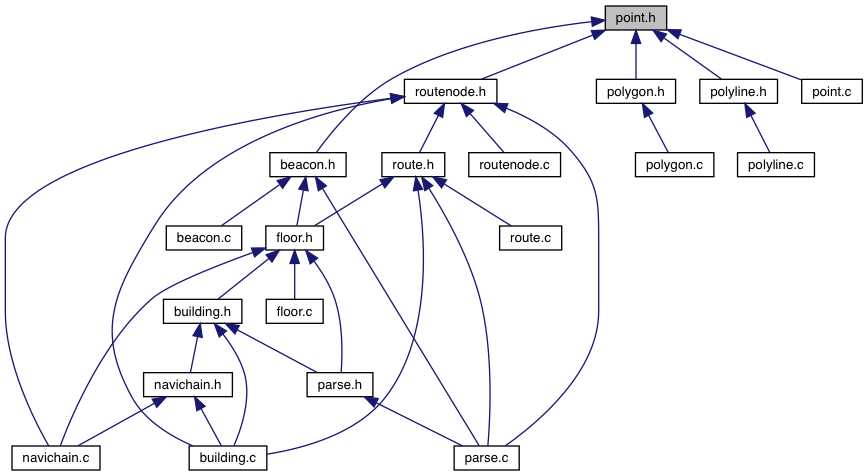 point.h
routenode.h
polygon.h
polyline.h
point.c
beacon.h
route.h
routenode.c
polygon.c
polyline.c
beacon.c
floor.h
route.c
building.h
floor.c
navichain.h
parse.h
navichain.c
building.c
parse.c